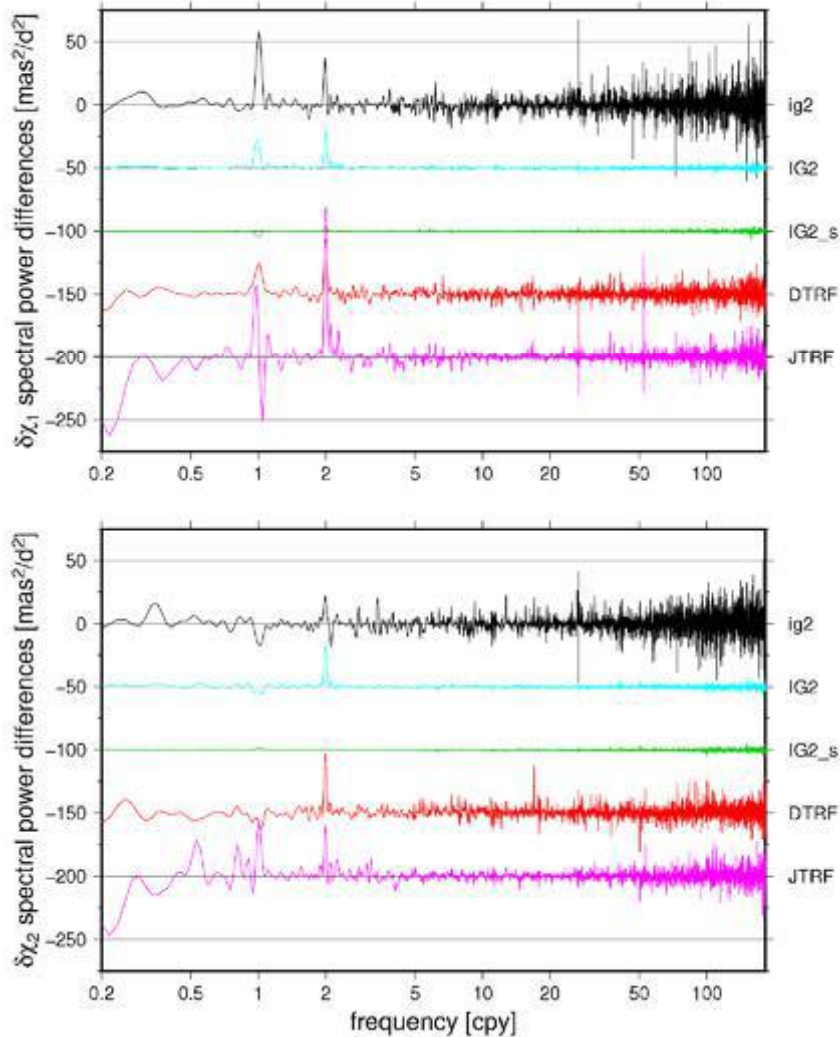 δχ1 spectral power differences [mas²/d²]
50
0
−50
−100
−150
−200
−250
ig2
IG2
IG2_s
DTRF
JTRF
0.2 0.5 1 2 5 10 20 50 100
δχ2 spectral power differences [mas²/d²]
50
0
−50
−100
−150
−200
−250
ig2
IG2
IG2_s
DTRF
JTRF
0.2 0.5 1 2 5 10 20 50 100
frequency [cpy]